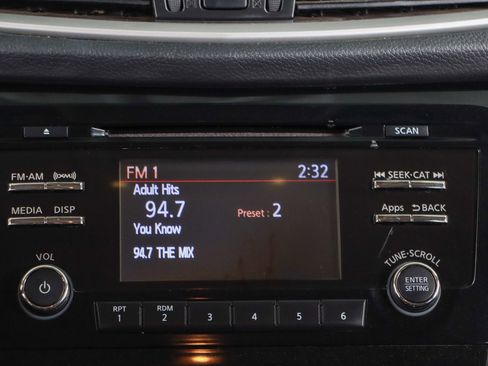 SCAN
FM 1 2:32
FM·AM (((XM))) SEEK·CAT
Adult Hits
94.7 Preset : 2
MEDIA DISP Apps BACK
You Know
94.7 THE MIX
VOL TUNE·SCROLL
ENTER
SETTING
RPT RDM
1 2 3 4 5 6